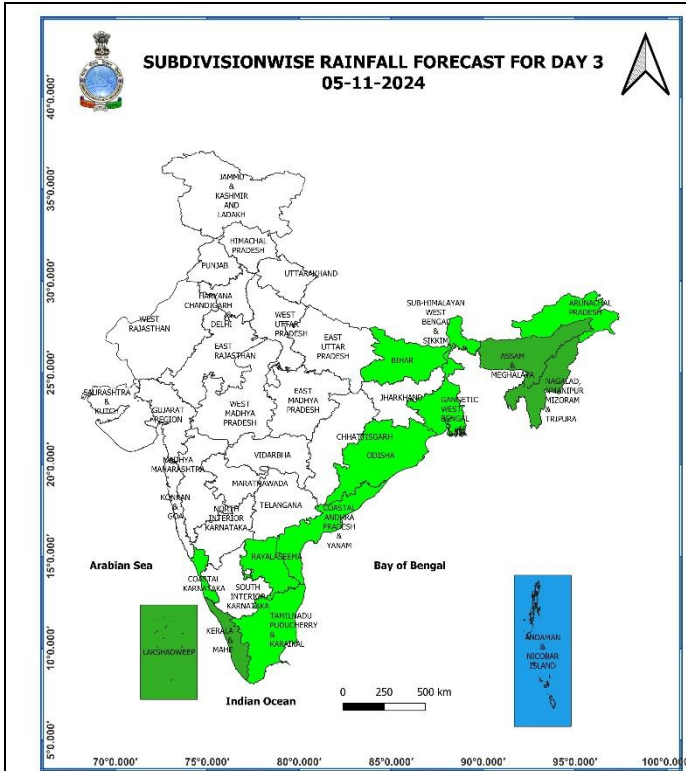 SUBDIVISIONWISE RAINFALL FORECAST FOR DAY 3
05-11-2024
40°0.000'
35°0.000'
30°0.000'
25°0.000'
20°0.000'
15°0.000'
10°0.000'
5°0.000'
JAMMU
&
KASHMIR
AND
LADAKH
HIMACHAL
PRADESH
PUNJAB
UTTARAKHAND
HARYANA
CHANDIGARH
DELHI
WEST
RAJASTHAN
WEST
UTTAR
PRADESH
EAST
RAJASTHAN
EAST
UTTAR
PRADESH
SUB-HIMALAYAN
WEST
BENGAL
&
SIKKIM
ARUNACHAL
PRADESH
BIHAR
ASSAM
&
MEGHALAYA
NAGALAD,
MANIPUR
MIZORAM
&
TRIPURA
SAURASHTRA
& KUTCH
GUJARAT
REGION
WEST
MADHYA
PRADESH
EAST
MADHYA
PRADESH
JHARKHAND
GANGETIC
WEST
BENGAL
CHHATTISGARH
ODISHA
VIDARBHA
MADHYA
MAHARASHTRA
MARATHAWADA
KONKAN
&
GOA
NORTH
INTERIOR
KARNATAKA
TELANGANA
COASTAL
ANDHRA
PRADESH
&
YANAM
RAYALASEEMA
Arabian Sea
Bay of Bengal
COASTAL
KARNATAKA
SOUTH
INTERIOR
KARNATAKA
TAMILNADU
PUDUCHERRY
&
KARAIKAL
KERALA
&
MAHE
LAKSHADWEEP
ANDAMAN
&
NICOBAR
ISLAND
Indian Ocean
0 250 500 km
70°0.000' 75°0.000' 80°0.000' 85°0.000' 90°0.000' 95°0.000' 100°0.000'